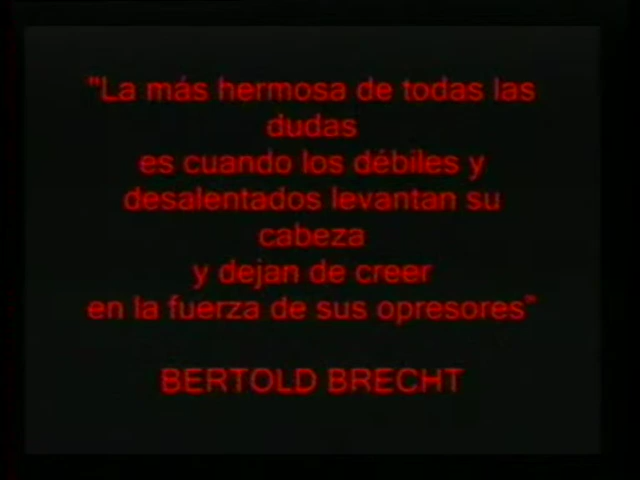 "La más hermosa de todas las
dudas
es cuando los débiles y
desalentados levantan su
cabeza
y dejan de creer
en la fuerza de sus opresores"
BERTOLD BRECHT